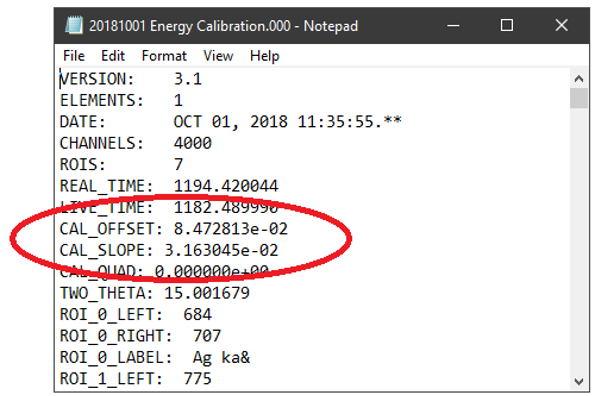 20181001 Energy Calibration.000 - Notepad
File Edit Format View Help
VERSION: 3.1
ELEMENTS: 1
DATE: OCT 01, 2018 11:35:55.**
CHANNELS: 4000
ROIS: 7
REAL_TIME: 1194.420044
LIVE_TIME: 1182.489990
CAL_OFFSET: 8.472813e-02
CAL_SLOPE: 3.163045e-02
CAL_QUAD: 0.000000e+00
TWO_THETA: 15.001679
ROI_0_LEFT: 684
ROI_0_RIGHT: 707
ROI_0_LABEL: Ag ka&
ROI_1_LEFT: 775